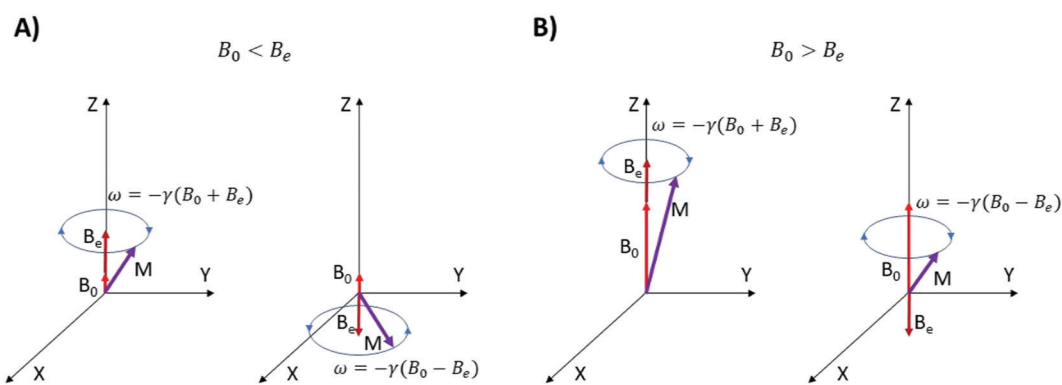 A)
B₀ < Bₑ
Z
ω = −γ(B₀ + Bₑ)
Bₑ
M
B₀
Y
X
Z
B₀
Y
Bₑ
M
ω = −γ(B₀ − Bₑ)
X
B)
B₀ > Bₑ
Z
ω = −γ(B₀ + Bₑ)
Bₑ
M
B₀
Y
X
Z
ω = −γ(B₀ − Bₑ)
B₀
M
Y
Bₑ
X